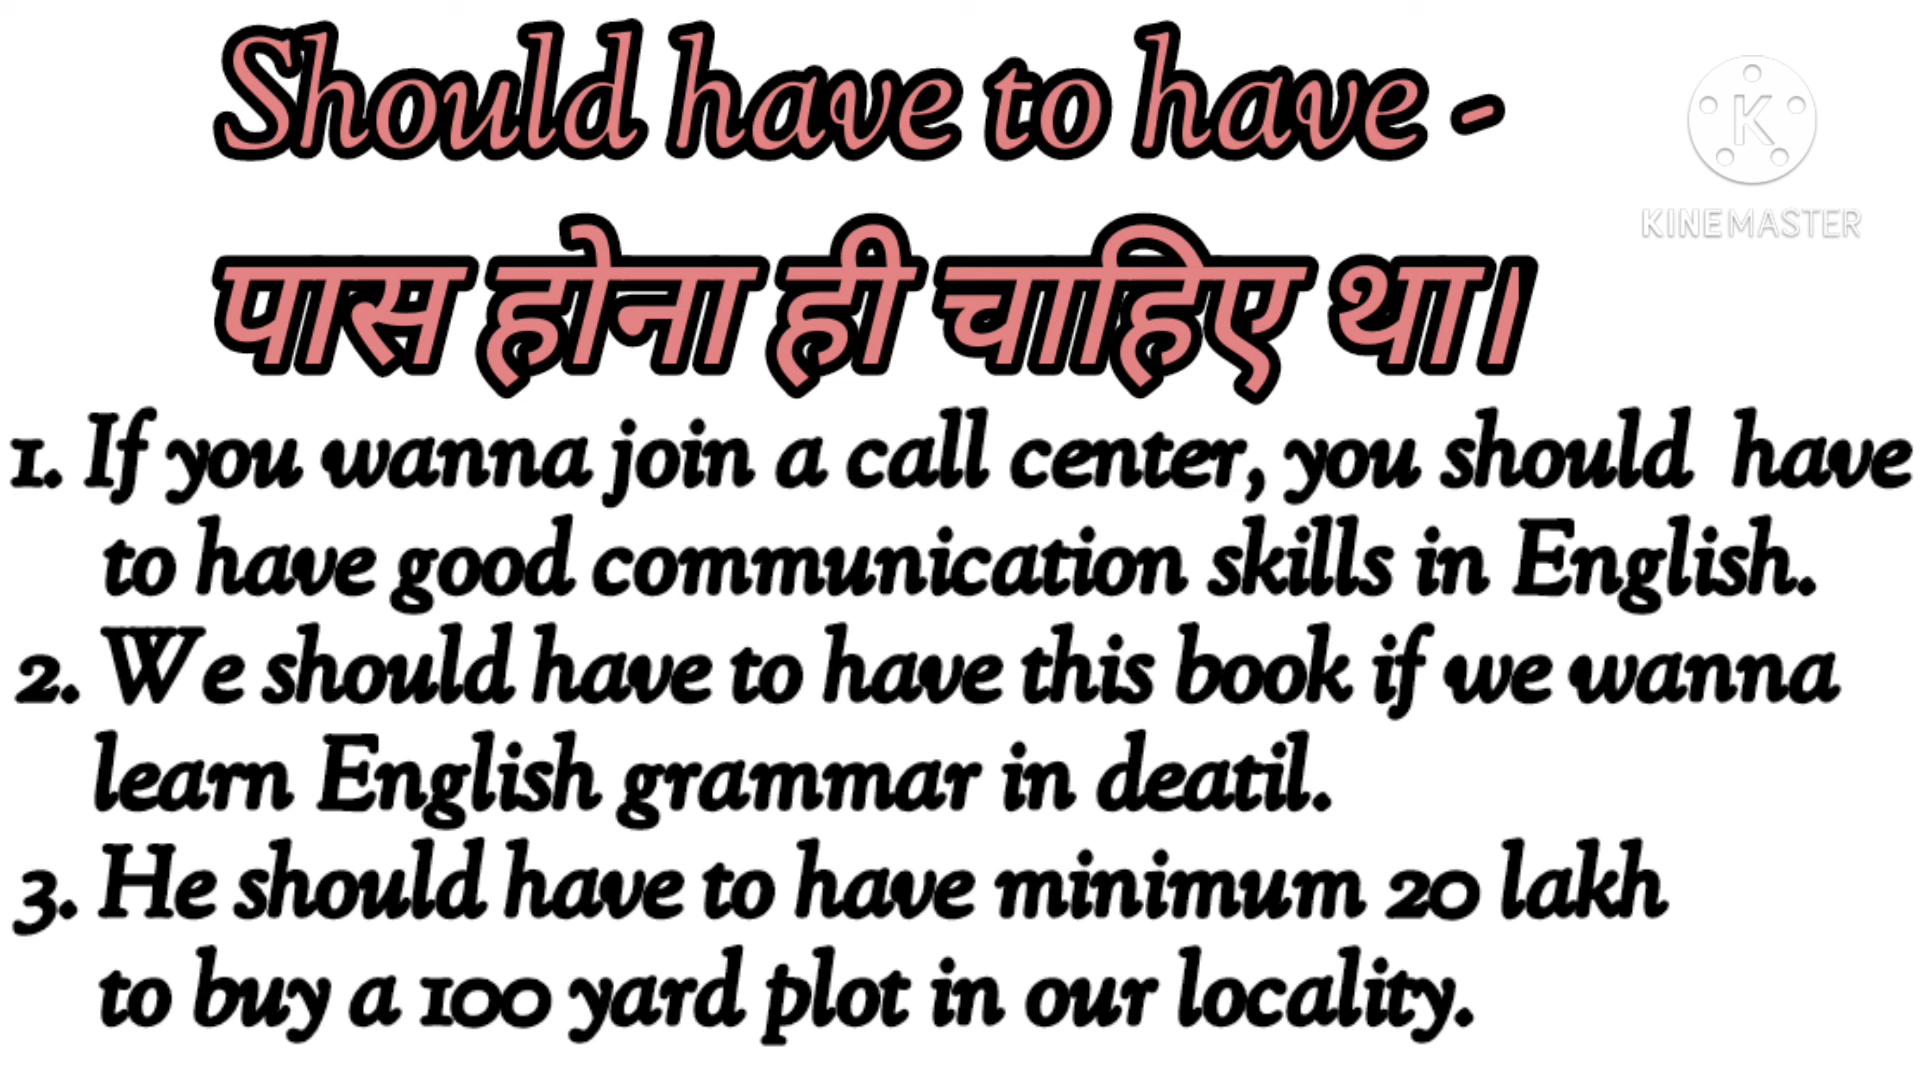 Should have to have -
K
KINEMASTER
पास होना ही चाहिए था।
1. If you wanna join a call center, you should have
to have good communication skills in English.
2. We should have to have this book if we wanna
learn English grammar in deatil.
3. He should have to have minimum 20 lakh
to buy a 100 yard plot in our locality.